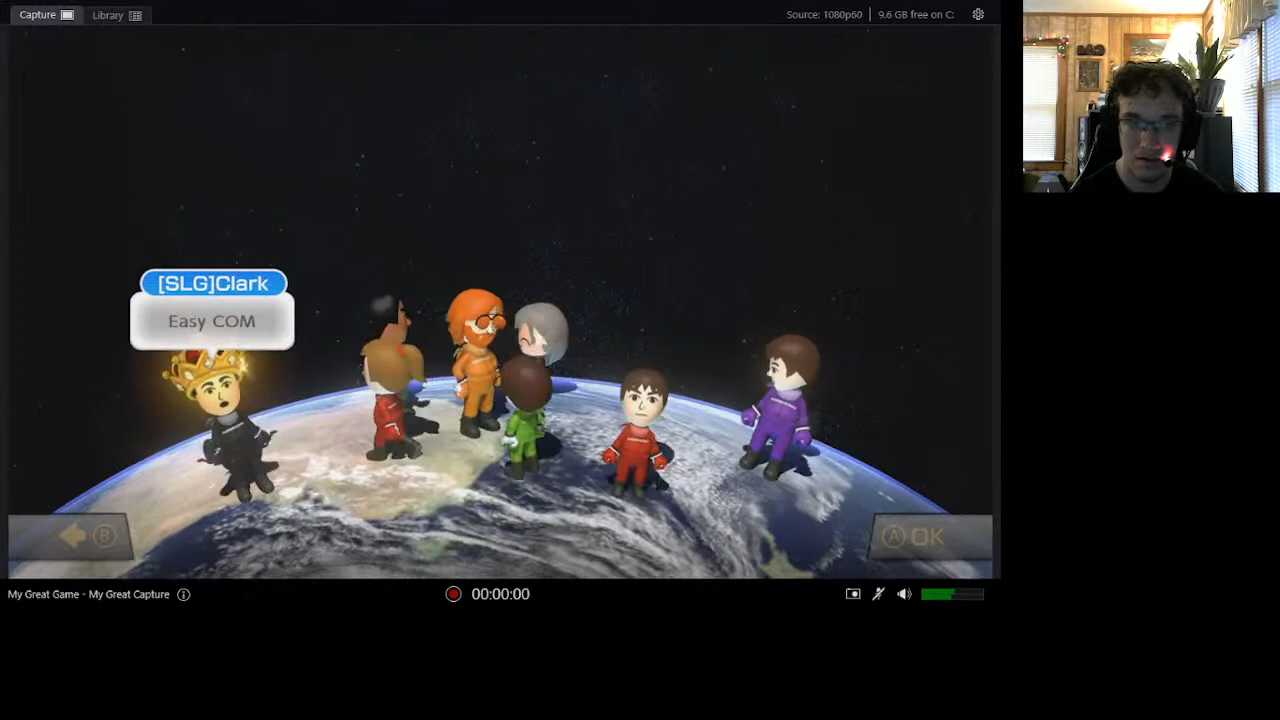 Capture
Library
Source: 1080p60
9.6 GB free on C:
[SLG]Clark
Easy COM
B
A OK
My Great Game - My Great Capture
00:00:00